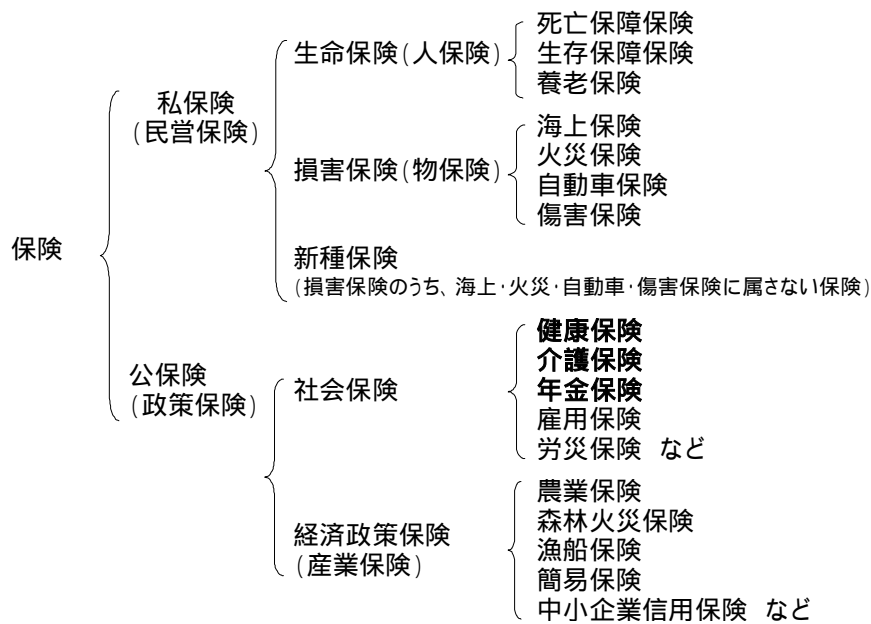 保険
私保険
(民営保険)
生命保険(人保険)
死亡保障保険
生存保障保険
養老保険
損害保険(物保険)
海上保険
火災保険
自動車保険
傷害保険
新種保険
(損害保険のうち、海上・火災・自動車・傷害保険に属さない保険)
公保険
(政策保険)
社会保険
健康保険
介護保険
年金保険
雇用保険
労災保険 など
経済政策保険
(産業保険)
農業保険
森林火災保険
漁船保険
簡易保険
中小企業信用保険 など